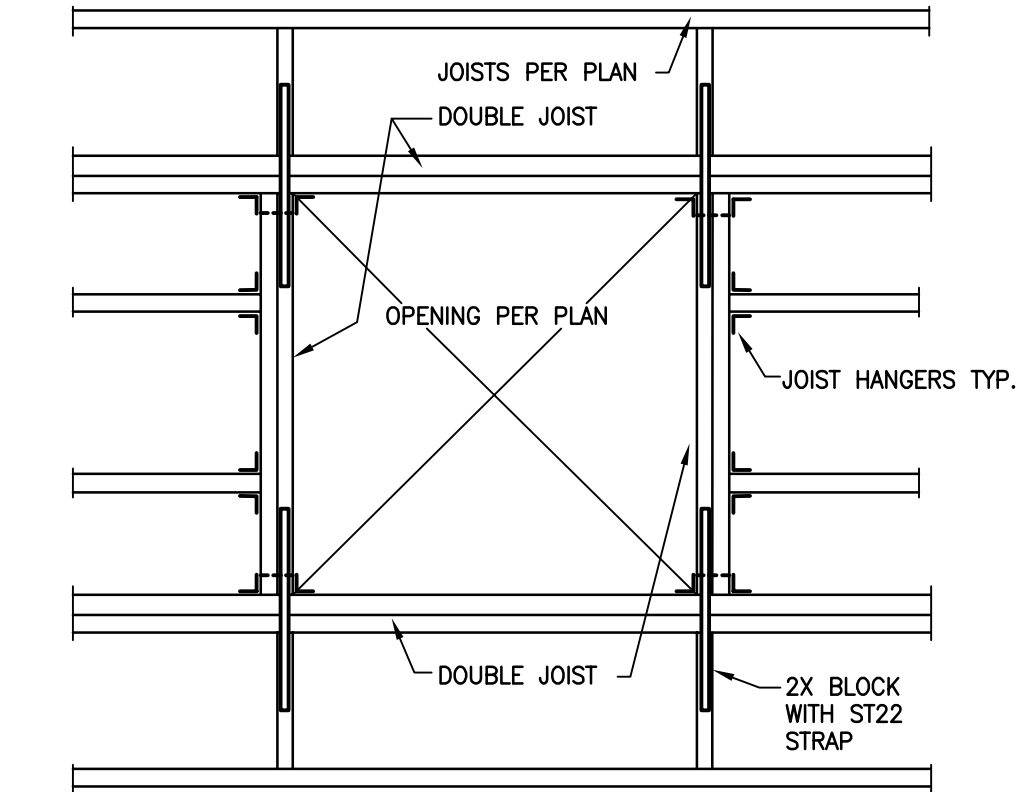 JOISTS PER PLAN
DOUBLE JOIST
OPENING PER PLAN
JOIST HANGERS TYP.
DOUBLE JOIST
2X BLOCK
WITH ST22
STRAP